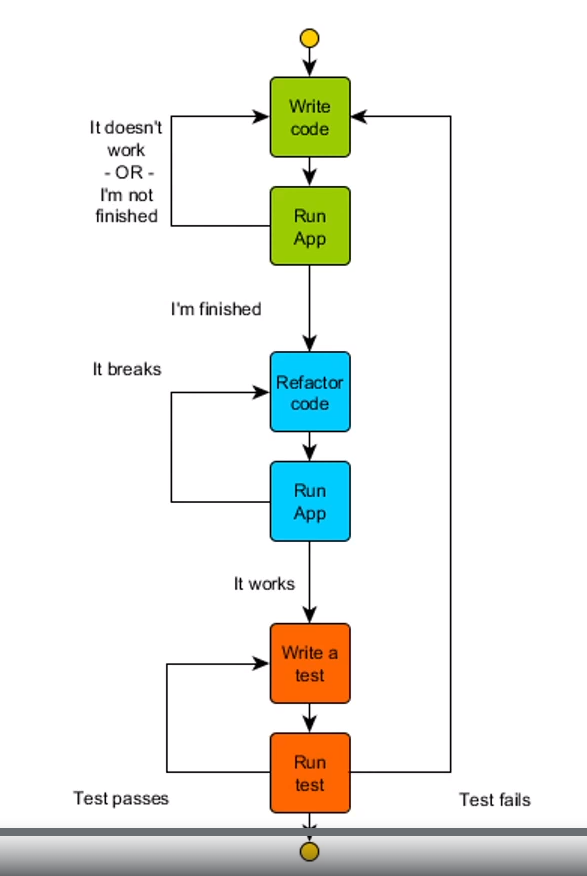 Write
code
It doesn't
work
- OR -
I'm not
finished
Run
App
I'm finished
It breaks
Refactor
code
Run
App
It works
Write a
test
Run
test
Test passes
Test fails